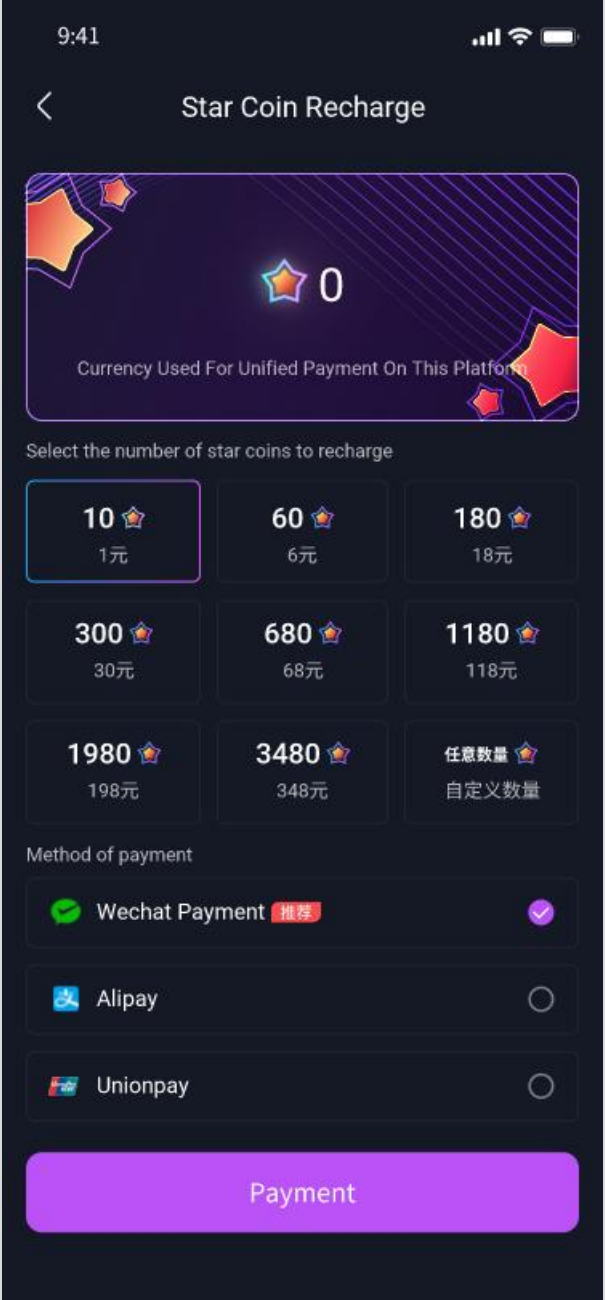 9:41
Star Coin Recharge
0
Currency Used For Unified Payment On This Platform
Select the number of star coins to recharge
10 60 180
1元 6元 18元
300 680 1180
30元 68元 118元
1980 3480 任意数量
198元 348元 自定义数量
Method of payment
Wechat Payment 推荐
Alipay
Unionpay
Payment